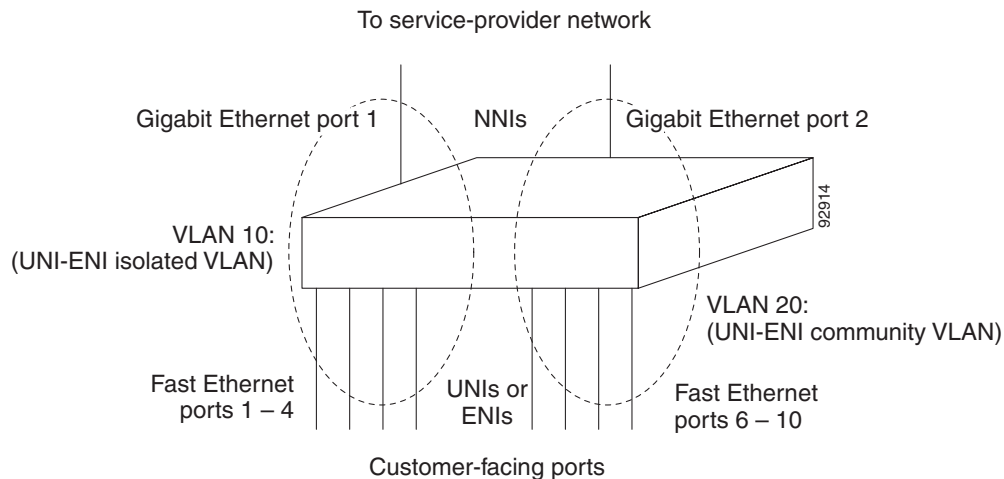 To service-provider network
Gigabit Ethernet port 1
NNIs
Gigabit Ethernet port 2
92914
VLAN 10:
(UNI-ENI isolated VLAN)
VLAN 20:
(UNI-ENI community VLAN)
Fast Ethernet
ports 1 – 4
UNIs or
ENIs
Fast Ethernet
ports 6 – 10
Customer-facing ports